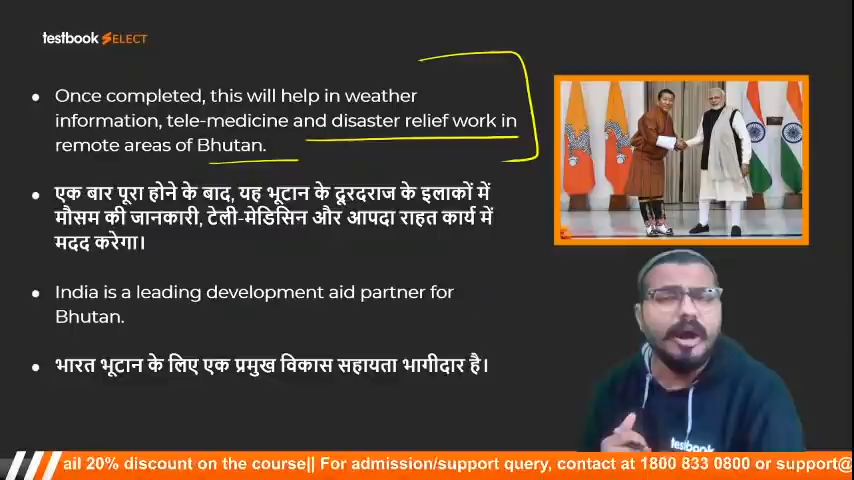 testbook SELECT
Once completed, this will help in weather
information, tele-medicine and disaster relief work in
remote areas of Bhutan.
एक बार पूरा होने के बाद, यह भूटान के दूरदराज के इलाकों में
मौसम की जानकारी, टेली-मेडिसिन और आपदा राहत कार्य में
मदद करेगा।
India is a leading development aid partner for
Bhutan.
भारत भूटान के लिए एक प्रमुख विकास सहायता भागीदार है।
testbook
ail 20% discount on the course|| For admission/support query, contact at 1800 833 0800 or support@